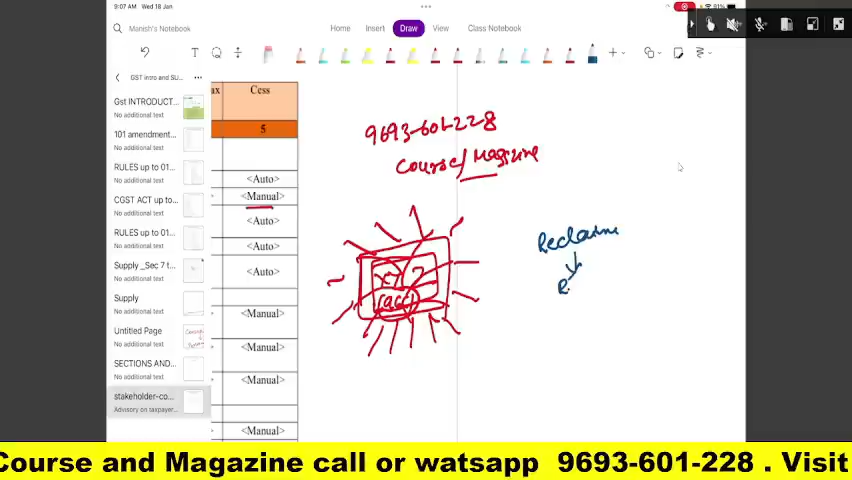 9:07 AM Wed 18 Jan
91%
Manish's Notebook
Home Insert Draw View Class Notebook
GST intro and SU...
Gst INTRODUCT...
No additional text
101 amendment...
No additional text
RULES up to 01...
No additional text
CGST ACT up to...
No additional text
RULES up to 01...
No additional text
Supply _Sec 7 t...
No additional text
Supply
No additional text
Untitled Page
No additional text
SECTIONS AND...
No additional text
stakeholder-co...
Advisory on taxpayer...
ax Cess
5
<Auto>
<Manual>
<Auto>
<Auto>
<Auto>
<Manual>
<Manual>
<Manual>
<Manual>
9693-601-228
Course/Magazine
Reclaim
Course and Magazine call or watsapp 9693-601-228 . Visit